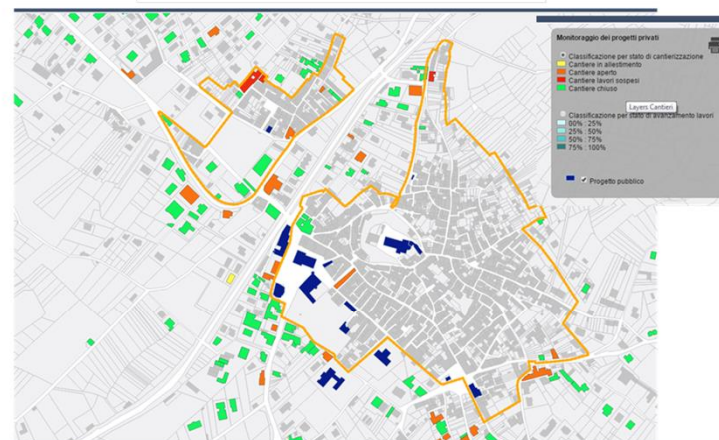 Monitoraggio dei progetti privati
Classificazione per stato di cantierizzazione
Cantiere in allestimento
Cantiere aperto
Cantiere lavori sospesi
Cantiere chiuso
Layers Cantieri
Classificazione per stato di avanzamento lavori
00% : 25%
25% : 50%
50% : 75%
75% : 100%
Progetto pubblico